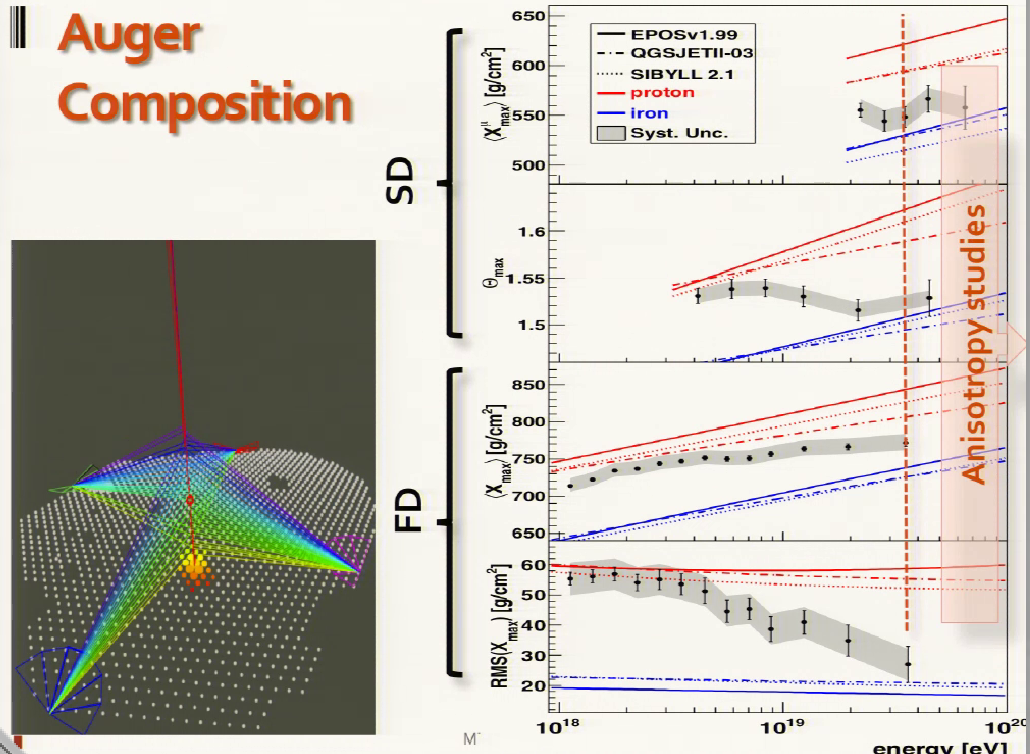 Auger
Composition
SD
FD
⟨X^μ_max⟩ [g/cm²]
650
600
550
500
EPOSv1.99
QGSJETII-03
SIBYLL 2.1
proton
iron
Syst. Unc.
Θ_max
1.6
1.55
1.5
⟨X_max⟩ [g/cm²]
850
800
750
700
650
RMS(X_max) [g/cm²]
60
50
40
30
20
10^18
10^19
10^20
energy [eV]
Anisotropy studies